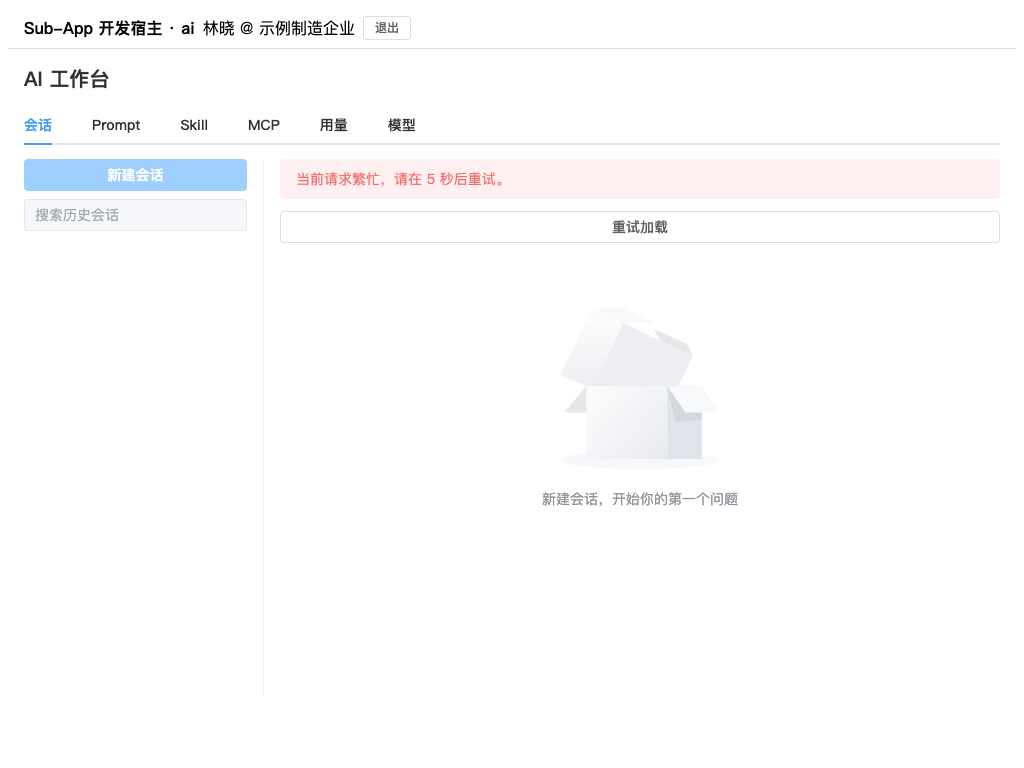 Sub-App 开发宿主 · ai 林晓 @ 示例制造企业 退出
AI 工作台
会话 Prompt Skill MCP 用量 模型
新建会话
搜索历史会话
当前请求繁忙，请在 5 秒后重试。
重试加载
新建会话，开始你的第一个问题